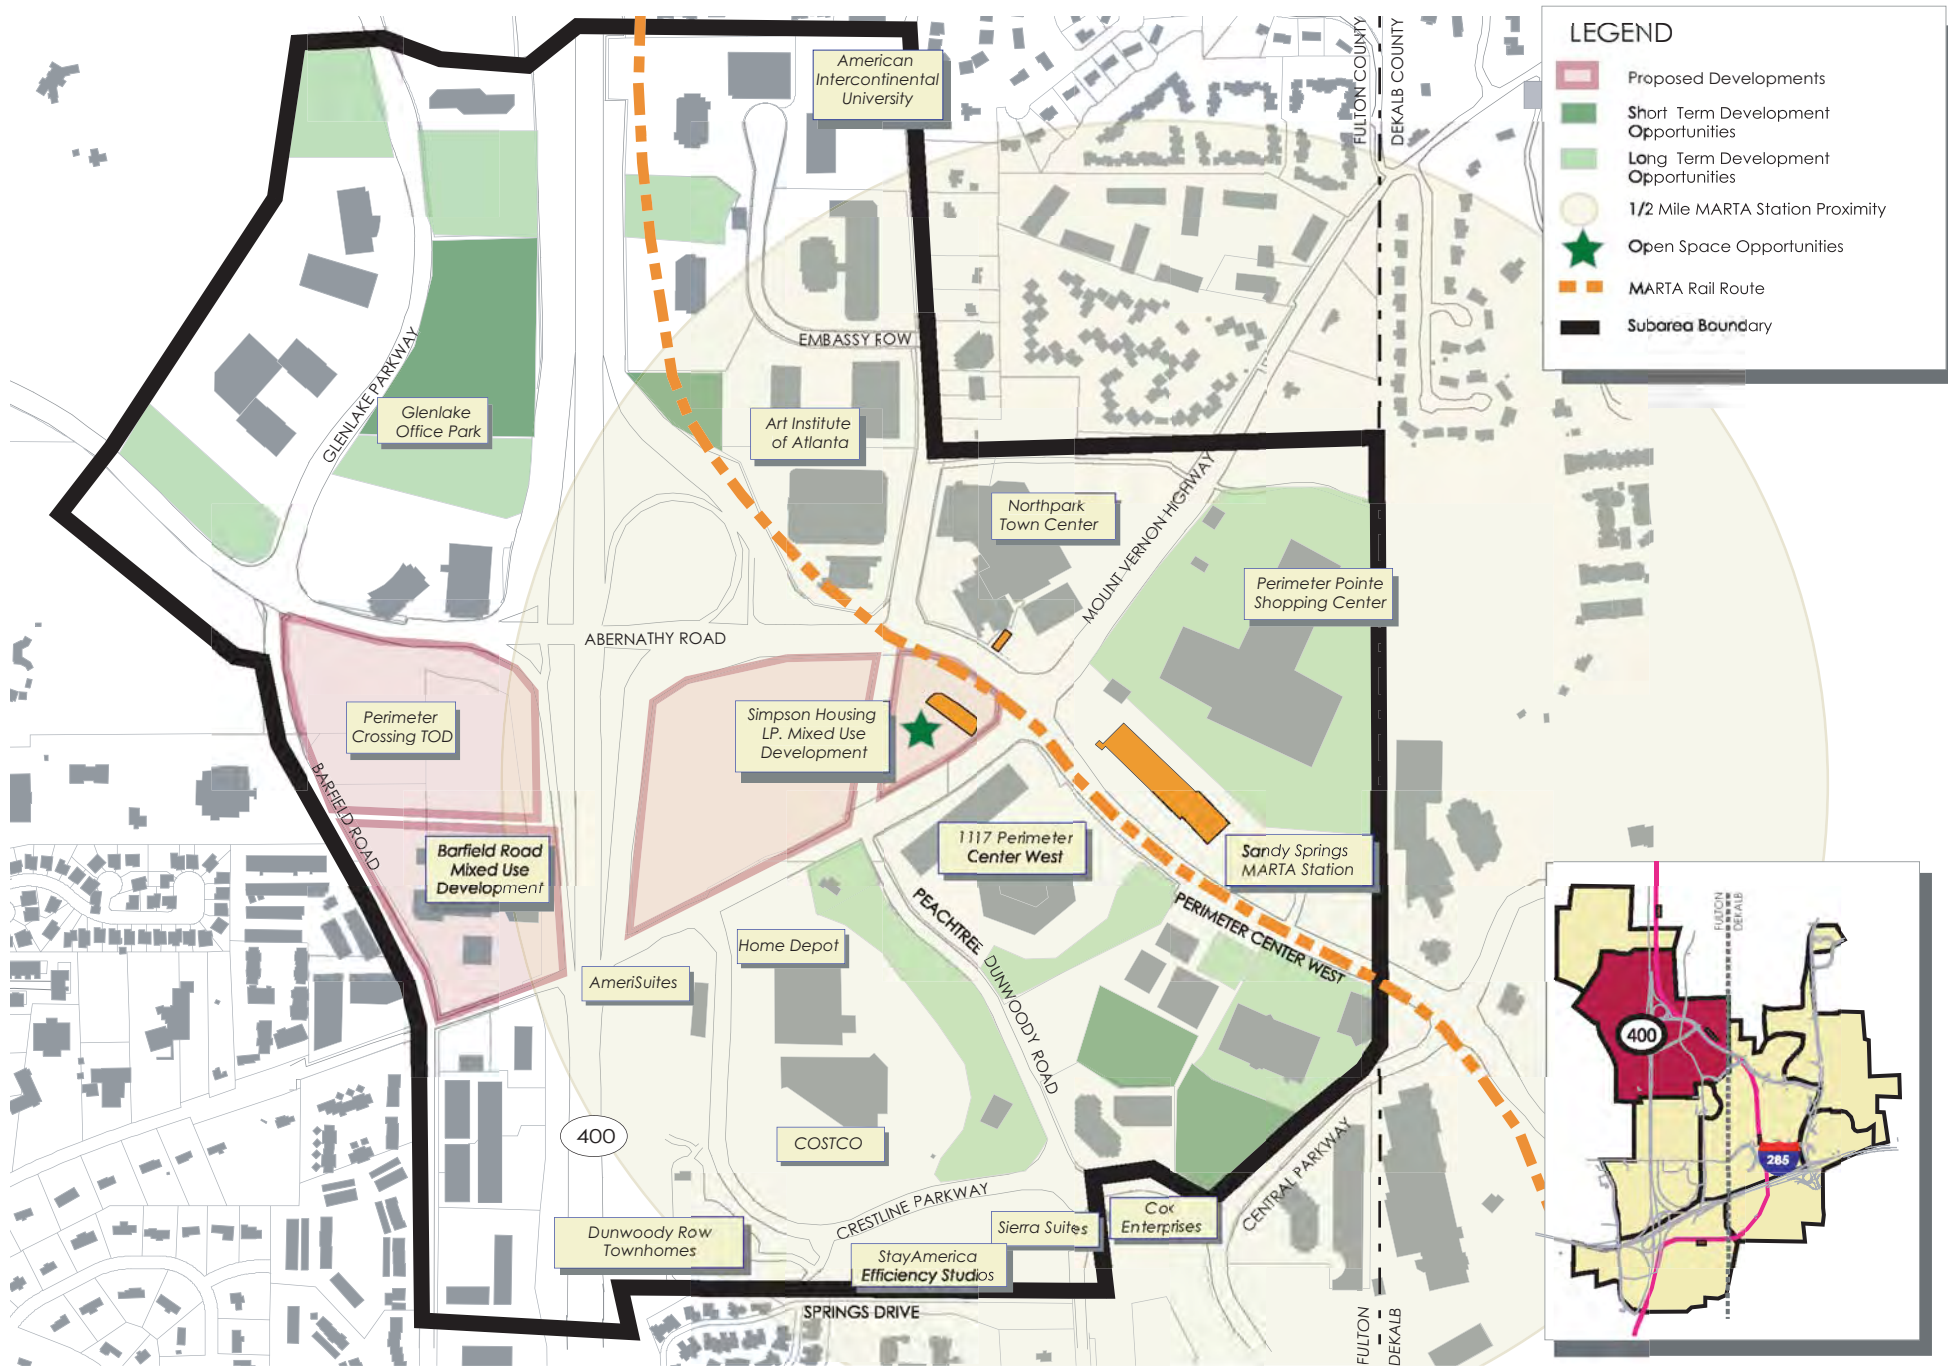 LEGEND
Proposed Developments
Short Term Development
Opportunities
Long Term Development
Opportunities
1/2 Mile MARTA Station Proximity
Open Space Opportunities
MARTA Rail Route
Subarea Boundary
FULTON COUNTY
DEKALB COUNTY
American
Intercontinental
University
EMBASSY ROW
GLENLAKE PARKWAY
Glenlake
Office Park
Art Institute
of Atlanta
Northpark
Town Center
MOUNT VERNON HIGHWAY
Perimeter Pointe
Shopping Center
ABERNATHY ROAD
Perimeter
Crossing TOD
Simpson Housing
LP. Mixed Use
Development
BARFIELD ROAD
Barfield Road
Mixed Use
Development
1117 Perimeter
Center West
Sandy Springs
MARTA Station
PERIMETER CENTER WEST
PEACHTREE DUNWOODY ROAD
Home Depot
AmeriSuites
400
COSTCO
CRESTLINE PARKWAY
CENTRAL PARKWAY
Dunwoody Row
Townhomes
Sierra Suites
Cox
Enterprises
StayAmerica
Efficiency Studios
SPRINGS DRIVE
FULTON
DEKALB
FULTON
DEKALB
400
285